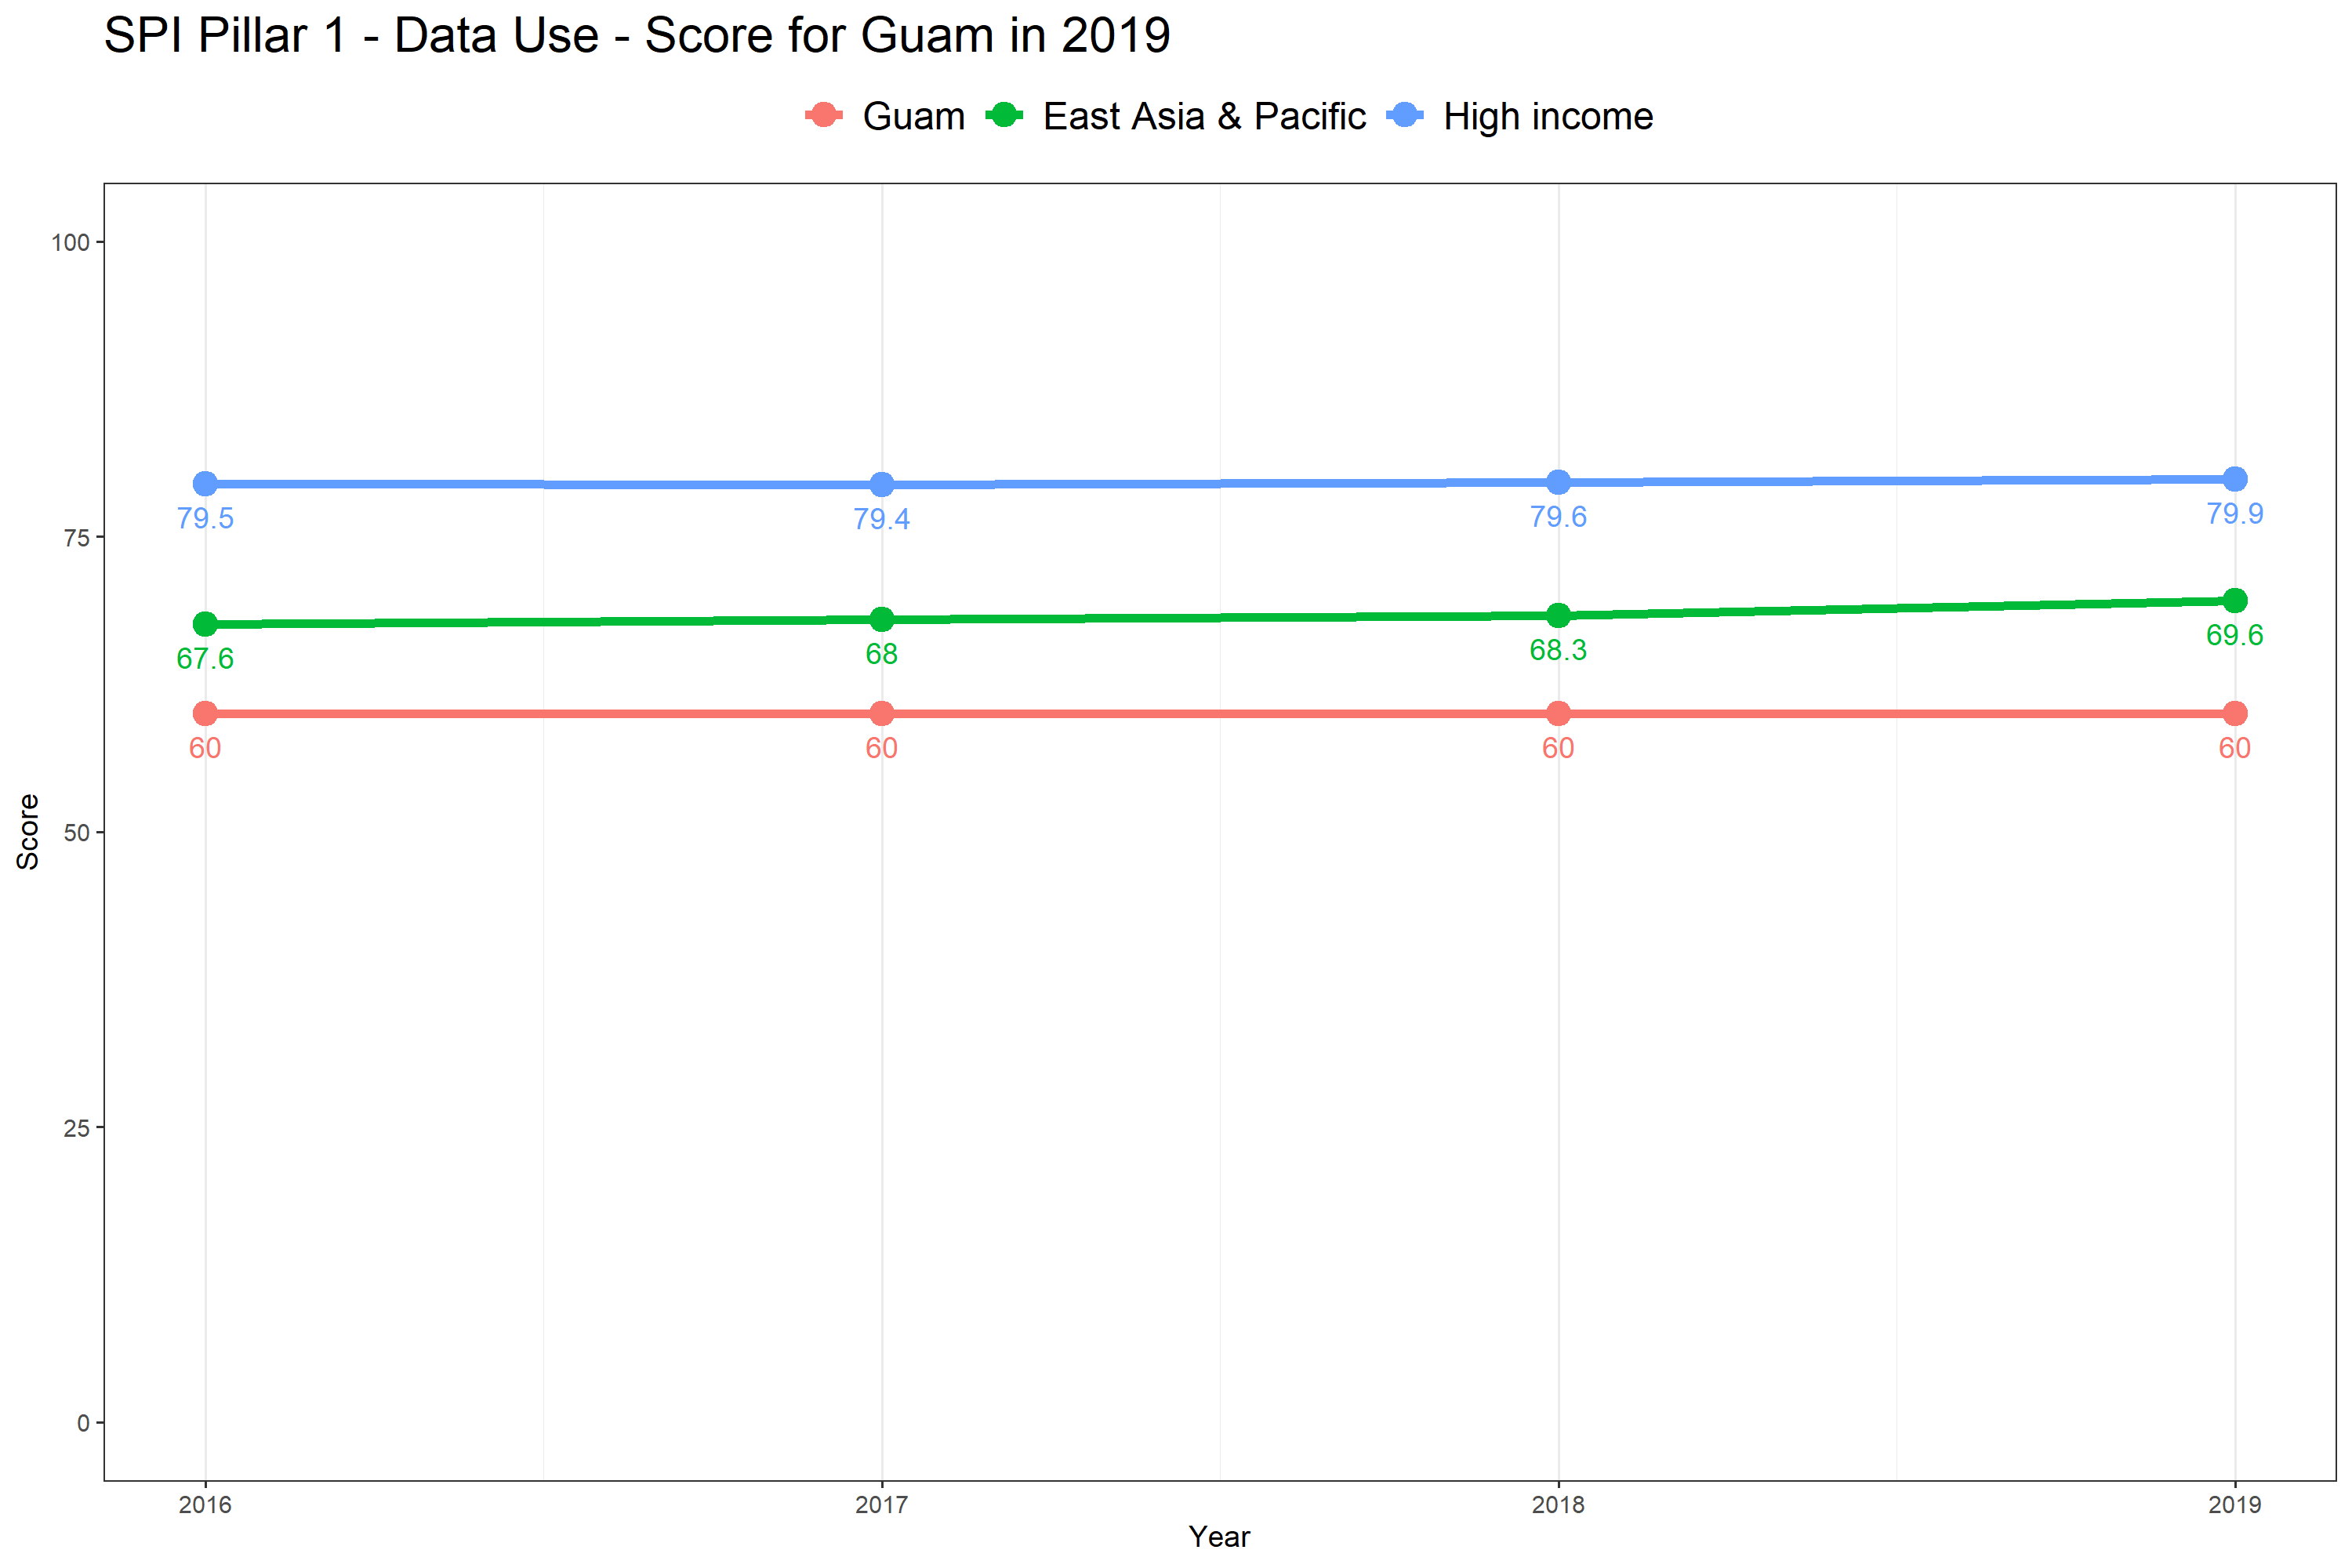 SPI Pillar 1 - Data Use - Score for Guam in 2019
Guam East Asia & Pacific High income
100
75
50
25
0
Score
79.5 79.4 79.6 79.9
67.6 68 68.3 69.6
60 60 60 60
2016 2017 2018 2019
Year